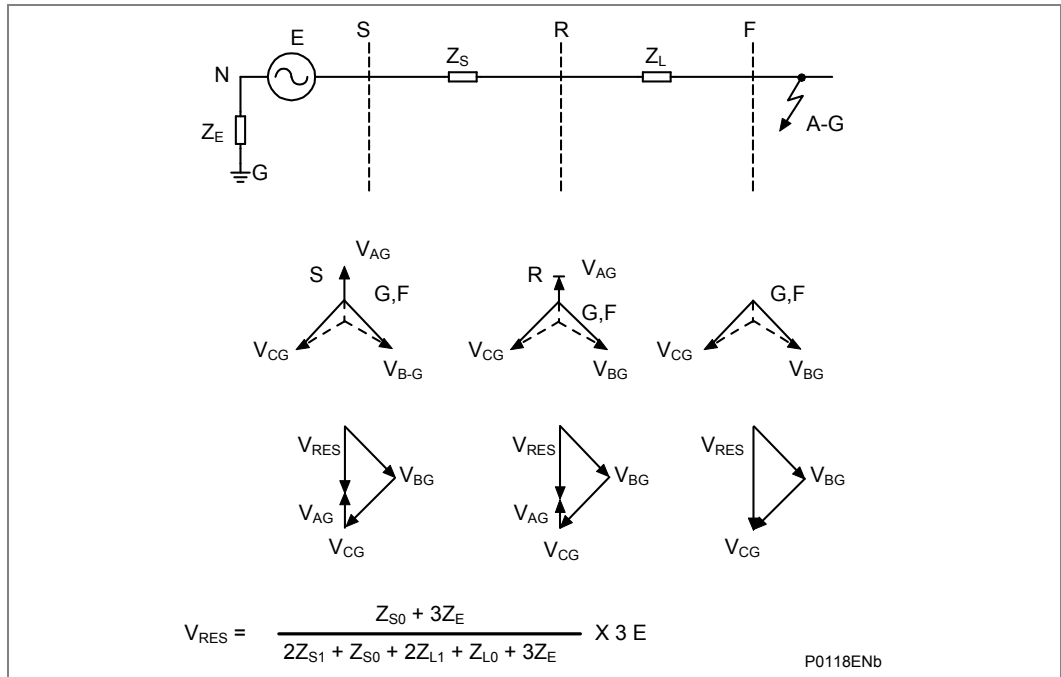 E S R F
N Z_S Z_L
Z_E A-G
G
V_AG
S G,F
V_CG V_B-G
R V_AG
G,F
V_CG V_BG
G,F
V_CG V_BG
V_RES V_BG
V_AG
V_CG
V_RES V_BG
V_AG
V_CG
V_RES V_BG
V_CG
V_RES = Z_S0 + 3Z_E / 2Z_S1 + Z_S0 + 2Z_L1 + Z_L0 + 3Z_E X 3 E
P0118ENb